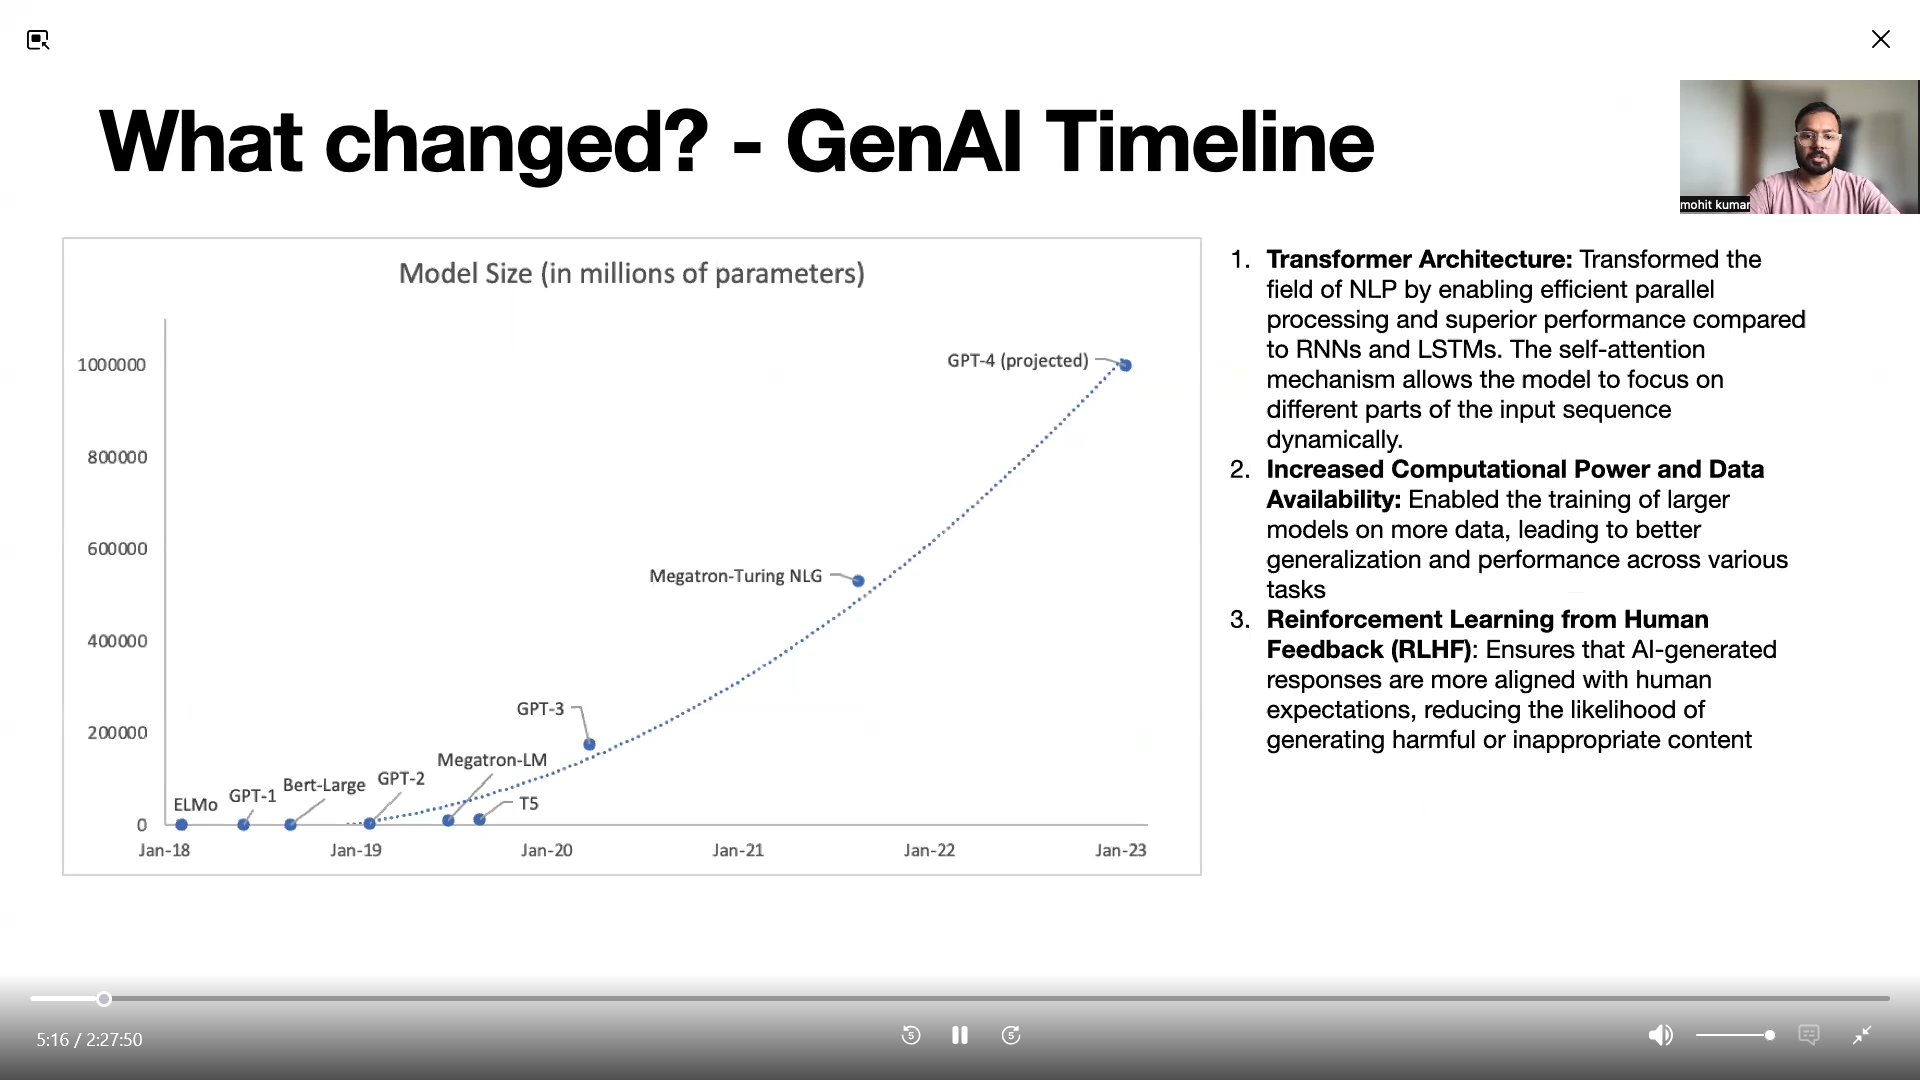 What changed? - GenAI Timeline
mohit kumar
Model Size (in millions of parameters)
1000000
800000
600000
400000
200000
0
GPT-4 (projected)
Megatron-Turing NLG
GPT-3
Megatron-LM
GPT-2
Bert-Large
GPT-1
ELMo
T5
Jan-18 Jan-19 Jan-20 Jan-21 Jan-22 Jan-23
1. Transformer Architecture: Transformed the
field of NLP by enabling efficient parallel
processing and superior performance compared
to RNNs and LSTMs. The self-attention
mechanism allows the model to focus on
different parts of the input sequence
dynamically.
2. Increased Computational Power and Data
Availability: Enabled the training of larger
models on more data, leading to better
generalization and performance across various
tasks
3. Reinforcement Learning from Human
Feedback (RLHF): Ensures that AI-generated
responses are more aligned with human
expectations, reducing the likelihood of
generating harmful or inappropriate content
5:16 / 2:27:50
5
5